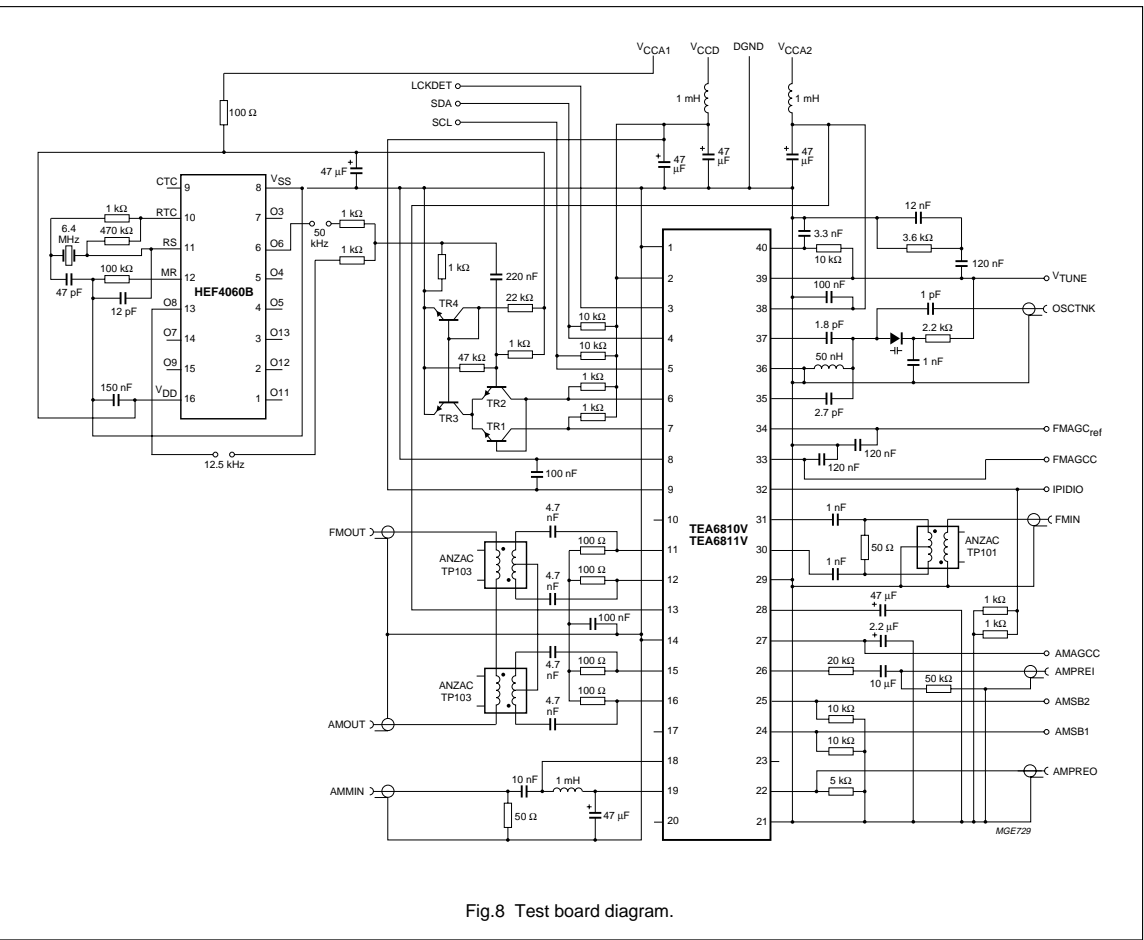 VCCA1 VCCD DGND VCCA2
LCKDET
SDA
SCL
1 mH
1 mH
100 Ω
47 μF
47 μF
47 μF
47 μF
CTC 9
8 VSS
RTC 10
7 O3
RS 11
6 O6
MR 12
5 O4
O8 13
4 O5
O7 14
3 O13
O9 15
2 O12
VDD 16
1 O11
HEF4060B
1 kΩ
470 kΩ
6.4 MHz
100 kΩ
47 pF
12 pF
150 nF
50 kHz
1 kΩ
1 kΩ
12.5 kHz
1 kΩ
220 nF
TR4
22 kΩ
1 kΩ
47 kΩ
TR2
TR3
TR1
10 kΩ
10 kΩ
1 kΩ
1 kΩ
100 nF
TEA6810V
TEA6811V
1
2
3
4
5
6
7
8
9
10
11
12
13
14
15
16
17
18
19
20
40
39
38
37
36
35
34
33
32
31
30
29
28
27
26
25
24
23
22
21
FMOUT
ANZAC TP103
4.7 nF
4.7 nF
100 Ω
100 Ω
100 nF
ANZAC TP103
4.7 nF
4.7 nF
100 Ω
100 Ω
AMOUT
AMMIN
10 nF
1 mH
50 Ω
47 μF
3.3 nF
10 kΩ
12 nF
3.6 kΩ
120 nF
100 nF
VTUNE
1 pF
OSCTNK
1.8 pF
2.2 kΩ
50 nH
1 nF
2.7 pF
FMAGCref
120 nF
120 nF
FMAGCC
IPIDIO
1 nF
FMIN
50 Ω
ANZAC TP101
1 nF
47 μF
1 kΩ
2.2 μF
1 kΩ
AMAGCC
20 kΩ
10 μF
50 kΩ
AMPREI
AMSB2
10 kΩ
AMSB1
10 kΩ
5 kΩ
AMPREO
MGE729
Fig.8 Test board diagram.